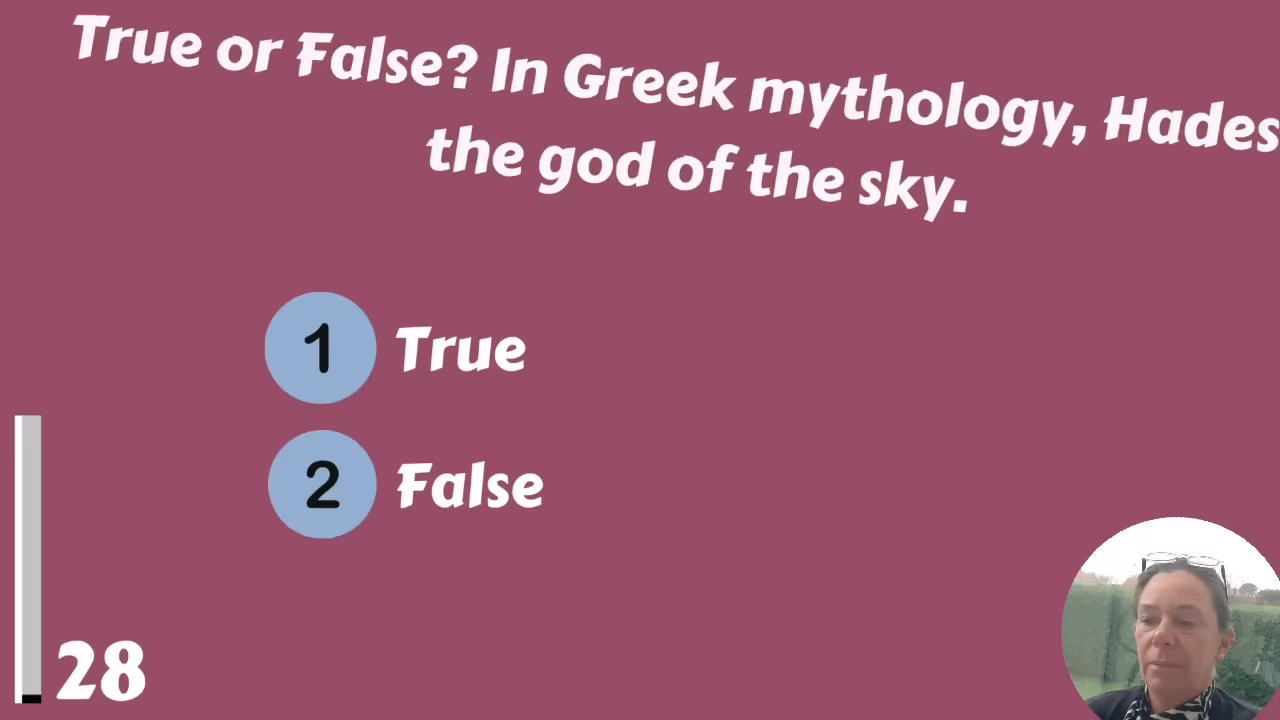 True or False? In Greek mythology, Hades
the god of the sky.
1 True
2 False
28